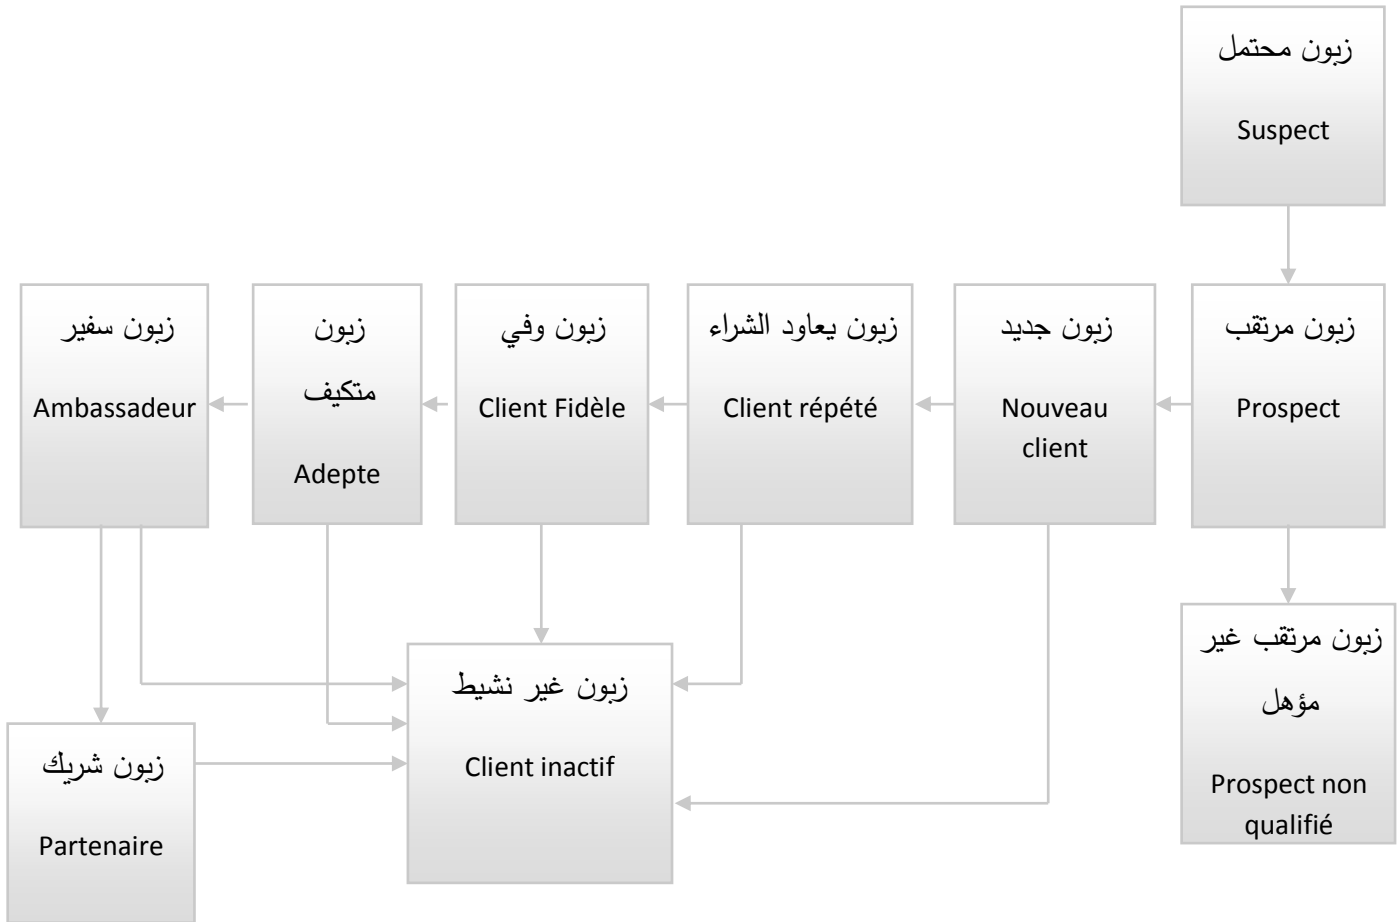 زبون محتمل
Suspect
زبون مرتقب
Prospect
زبون جديد
Nouveau
client
زبون يعاود الشراء
Client répété
زبون وفي
Client Fidèle
زبون
متكيف
Adepte
زبون سفير
Ambassadeur
زبون مرتقب غير
مؤهل
Prospect non
qualifié
زبون غير نشيط
Client inactif
زبون شريك
Partenaire